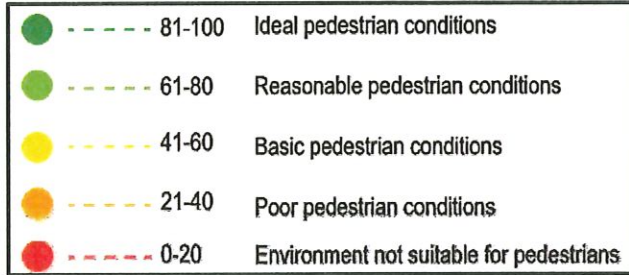 81-100 Ideal pedestrian conditions
61-80 Reasonable pedestrian conditions
41-60 Basic pedestrian conditions
21-40 Poor pedestrian conditions
0-20 Environment not suitable for pedestrians